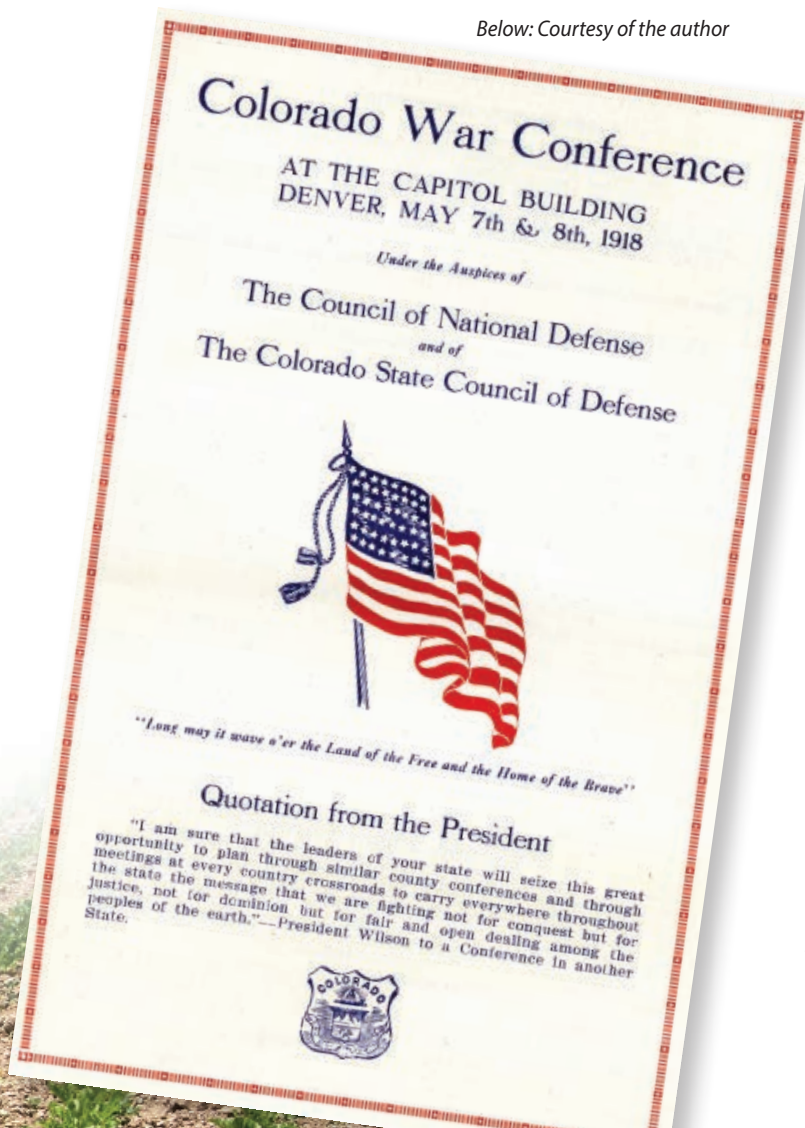 Below: Courtesy of the author
Colorado War Conference
AT THE CAPITOL BUILDING
DENVER, MAY 7th & 8th, 1918
Under the Auspices of
The Council of National Defense
and of
The Colorado State Council of Defense
"Long may it wave o'er the Land of the Free and the Home of the Brave"
Quotation from the President
"I am sure that the leaders of your state will seize this great
opportunity to plan through similar county conferences and through
meetings at every country crossroads to carry everywhere throughout
the state the message that we are fighting not for conquest but for
justice, not for dominion but for fair and open dealing among the
peoples of the earth."—President Wilson to a Conference in another
State.
COLORADO